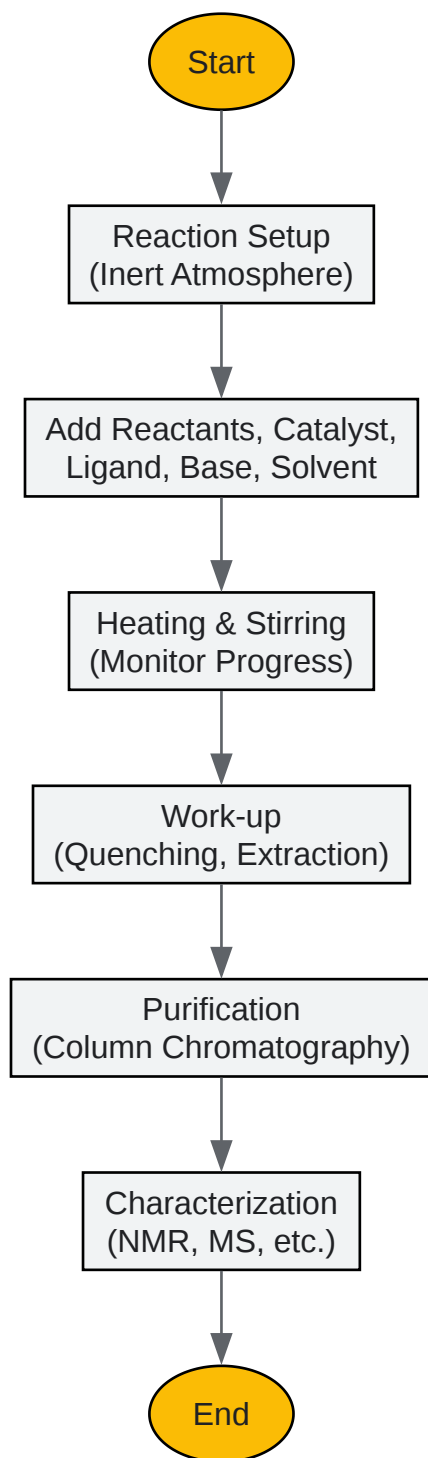 Start
Reaction Setup
(Inert Atmosphere)
Add Reactants, Catalyst,
Ligand, Base, Solvent
Heating & Stirring
(Monitor Progress)
Work-up
(Quenching, Extraction)
Purification
(Column Chromatography)
Characterization
(NMR, MS, etc.)
End